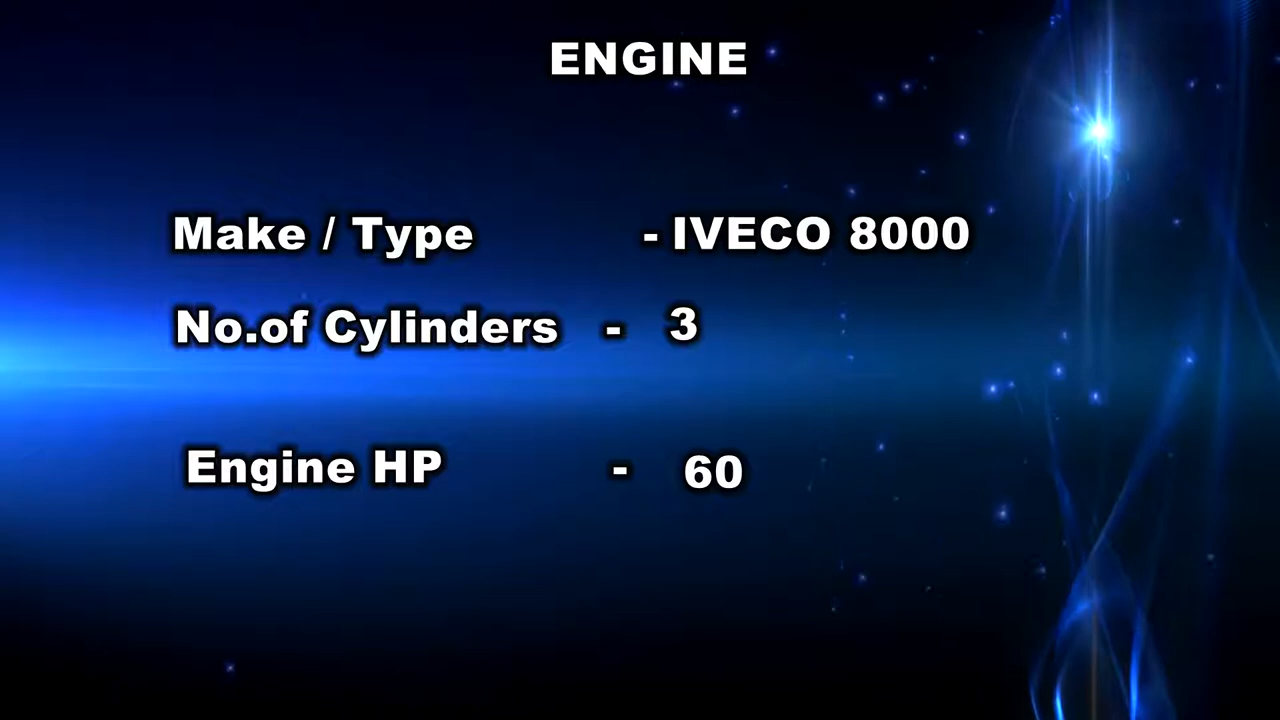 ENGINE
Make / Type - IVECO 8000
No.of Cylinders - 3
Engine HP - 60